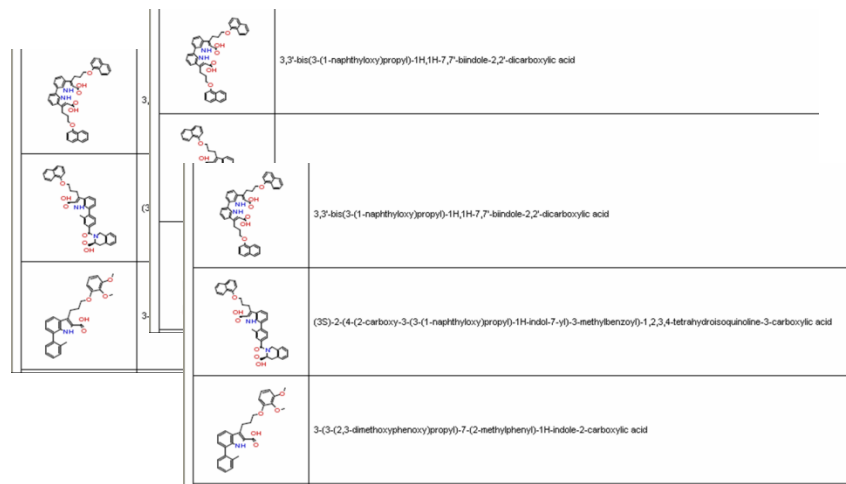 3,3'-bis(3-(1-naphthyloxy)propyl)-1H,1H-7,7'-biindole-2,2'-dicarboxylic acid
3,
(3
3-
3,3'-bis(3-(1-naphthyloxy)propyl)-1H,1H-7,7'-biindole-2,2'-dicarboxylic acid
(3S)-2-(4-(2-carboxy-3-(3-(1-naphthyloxy)propyl)-1H-indol-7-yl)-3-methylbenzoyl)-1,2,3,4-tetrahydroisoquinoline-3-carboxylic acid
3-(3-(2,3-dimethoxyphenoxy)propyl)-7-(2-methylphenyl)-1H-indole-2-carboxylic acid